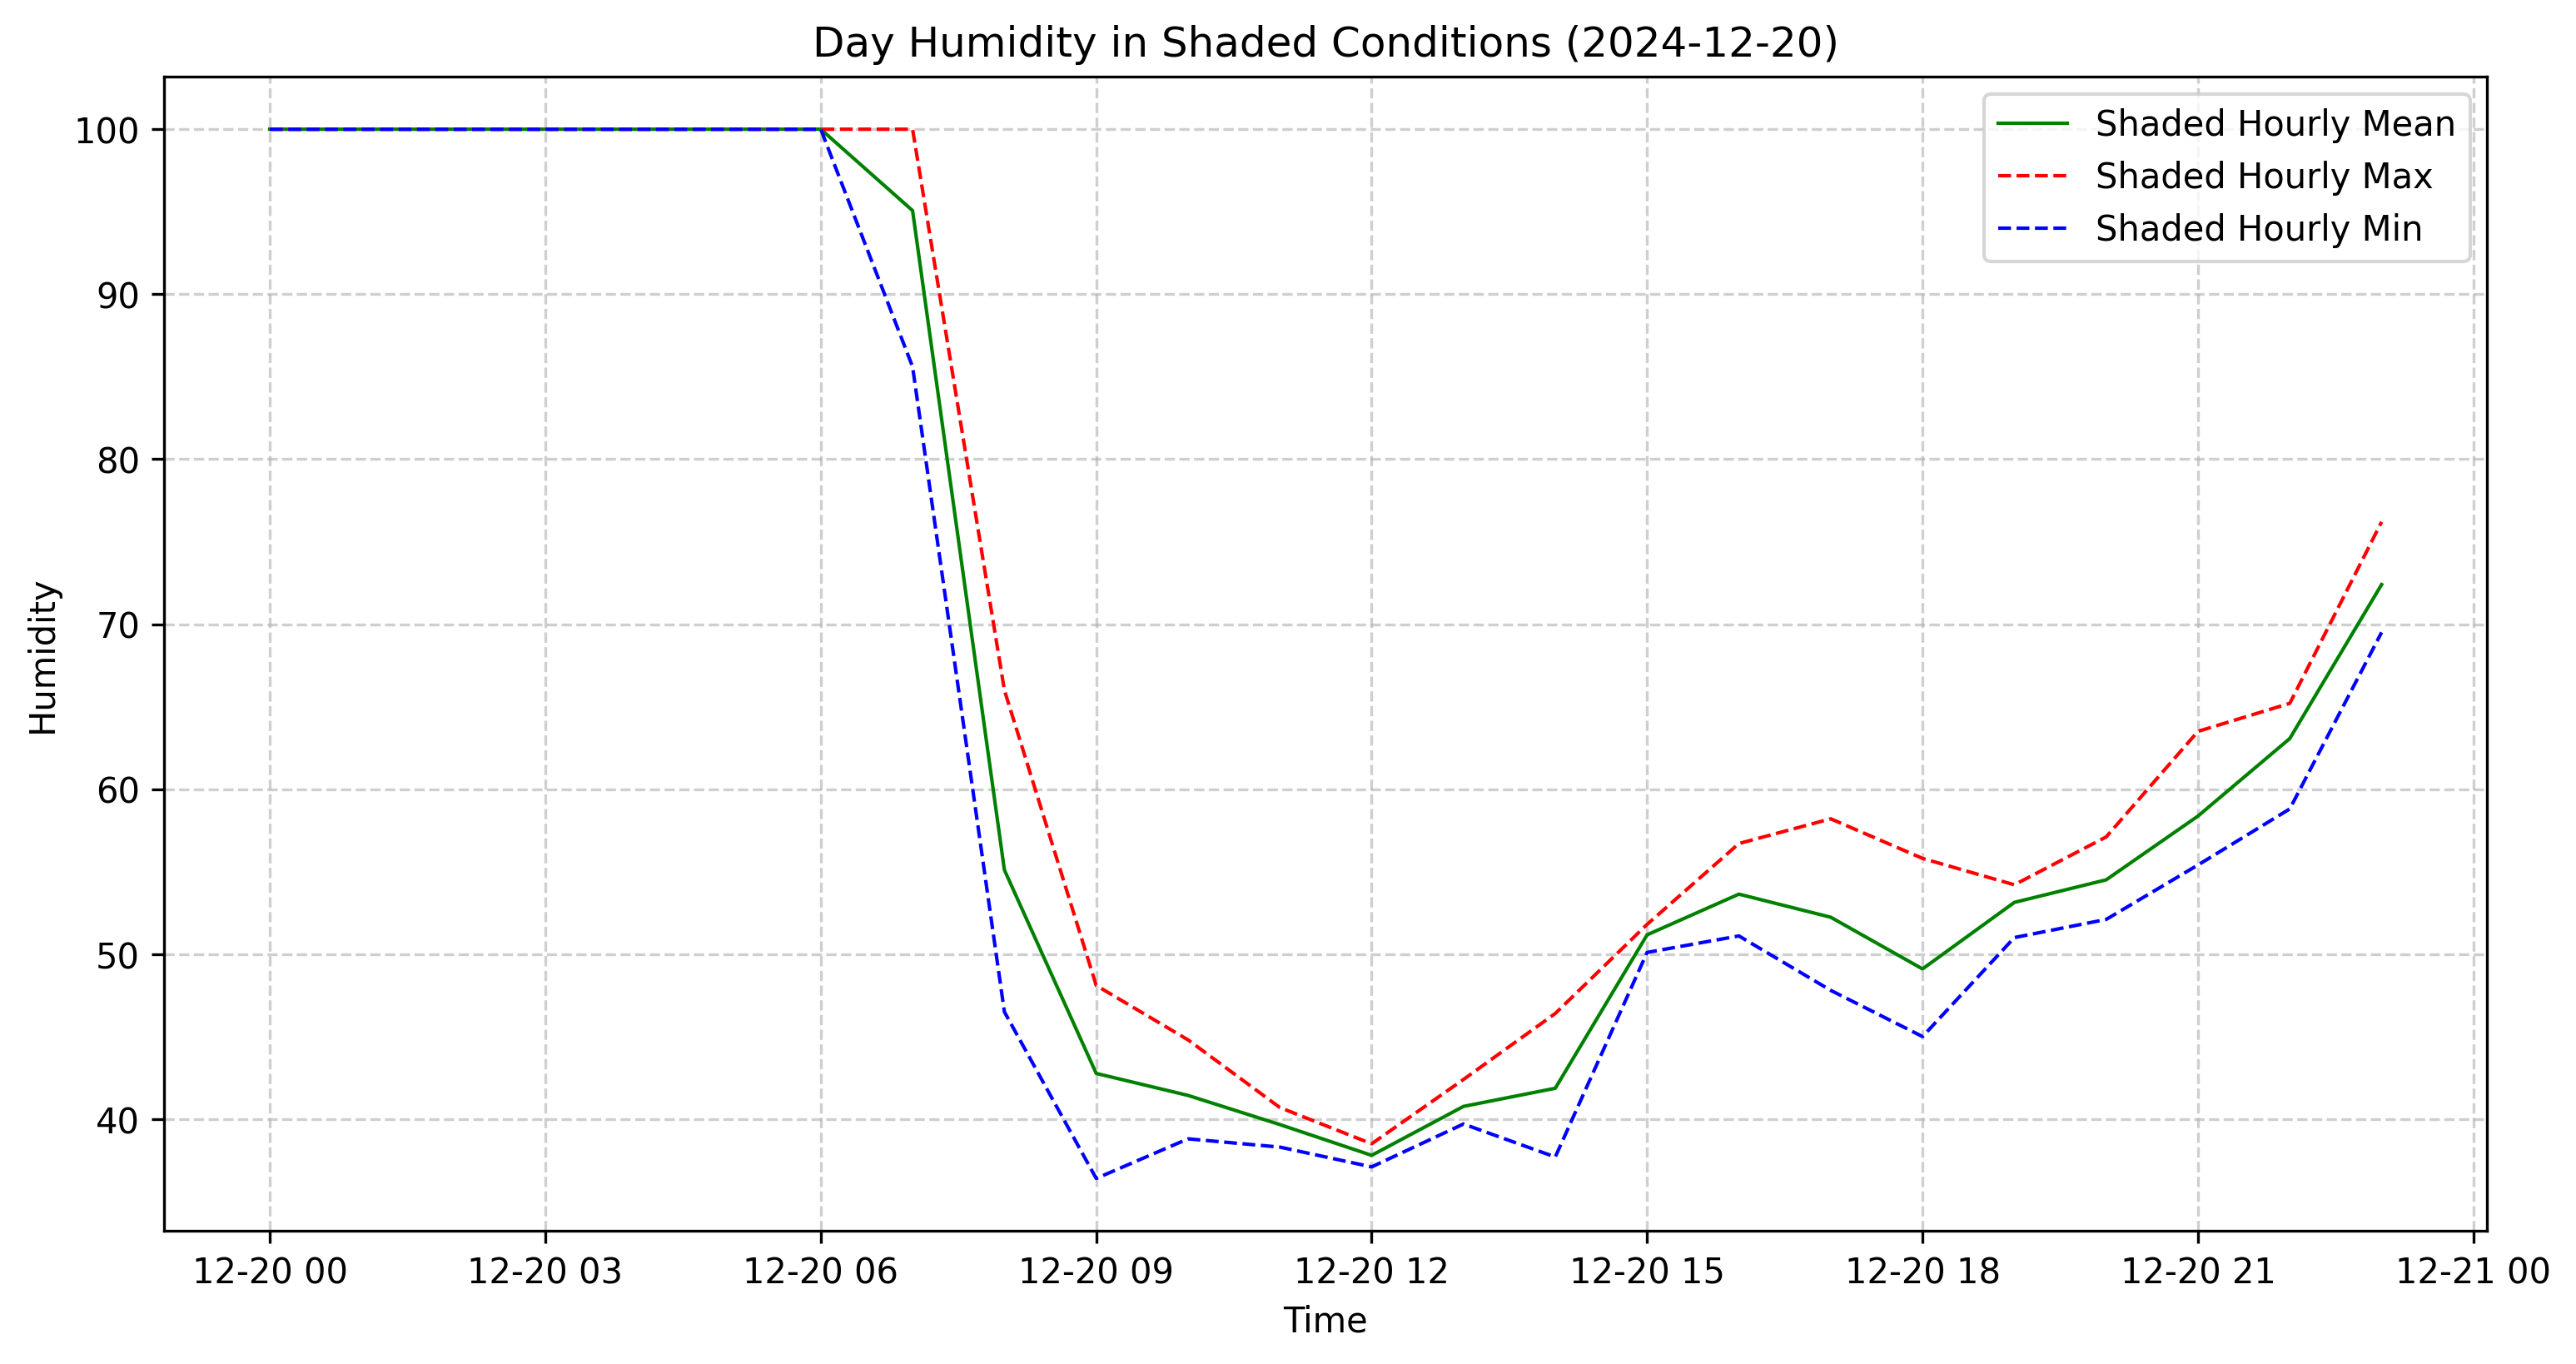 Day Humidity in Shaded Conditions (2024-12-20)
Shaded Hourly Mean
Shaded Hourly Max
Shaded Hourly Min
Humidity
100
90
80
70
60
50
40
12-20 00 12-20 03 12-20 06 12-20 09 12-20 12 12-20 15 12-20 18 12-20 21 12-21 00
Time